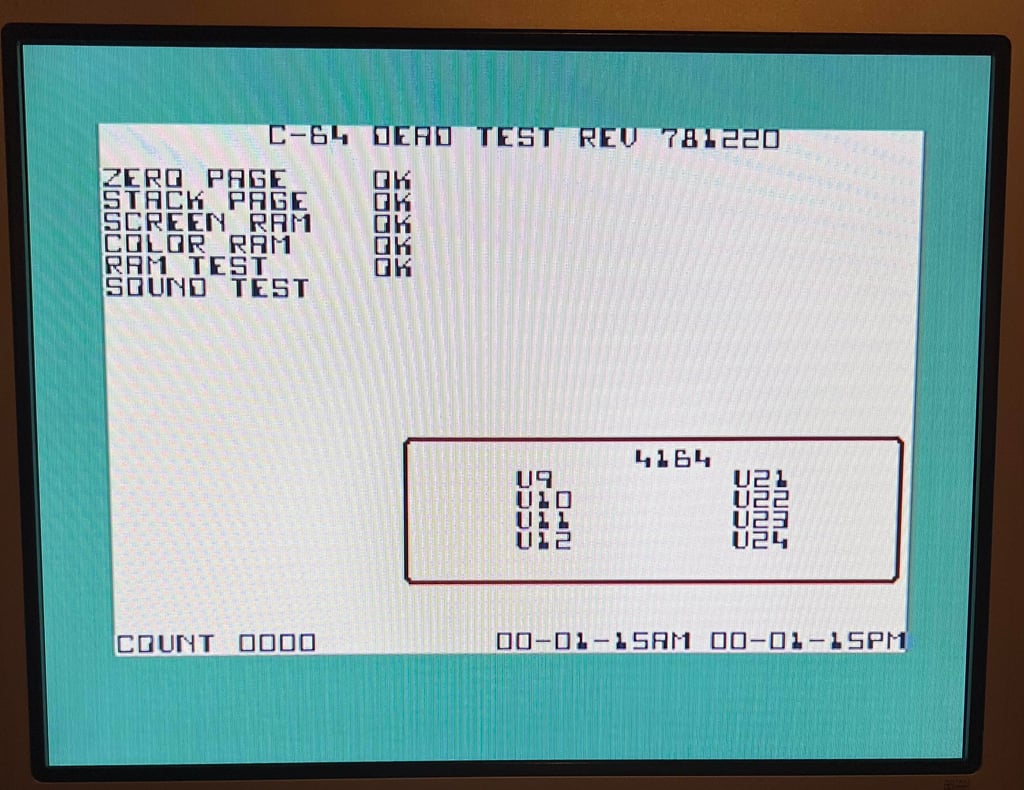 C-64 DEAD TEST REV 781220
ZERO PAGE OK
STACK PAGE OK
SCREEN RAM OK
COLOR RAM OK
RAM TEST OK
SOUND TEST
4164
U9 U21
U10 U22
U11 U23
U12 U24
COUNT 0000 00-01-15AM 00-01-15PM